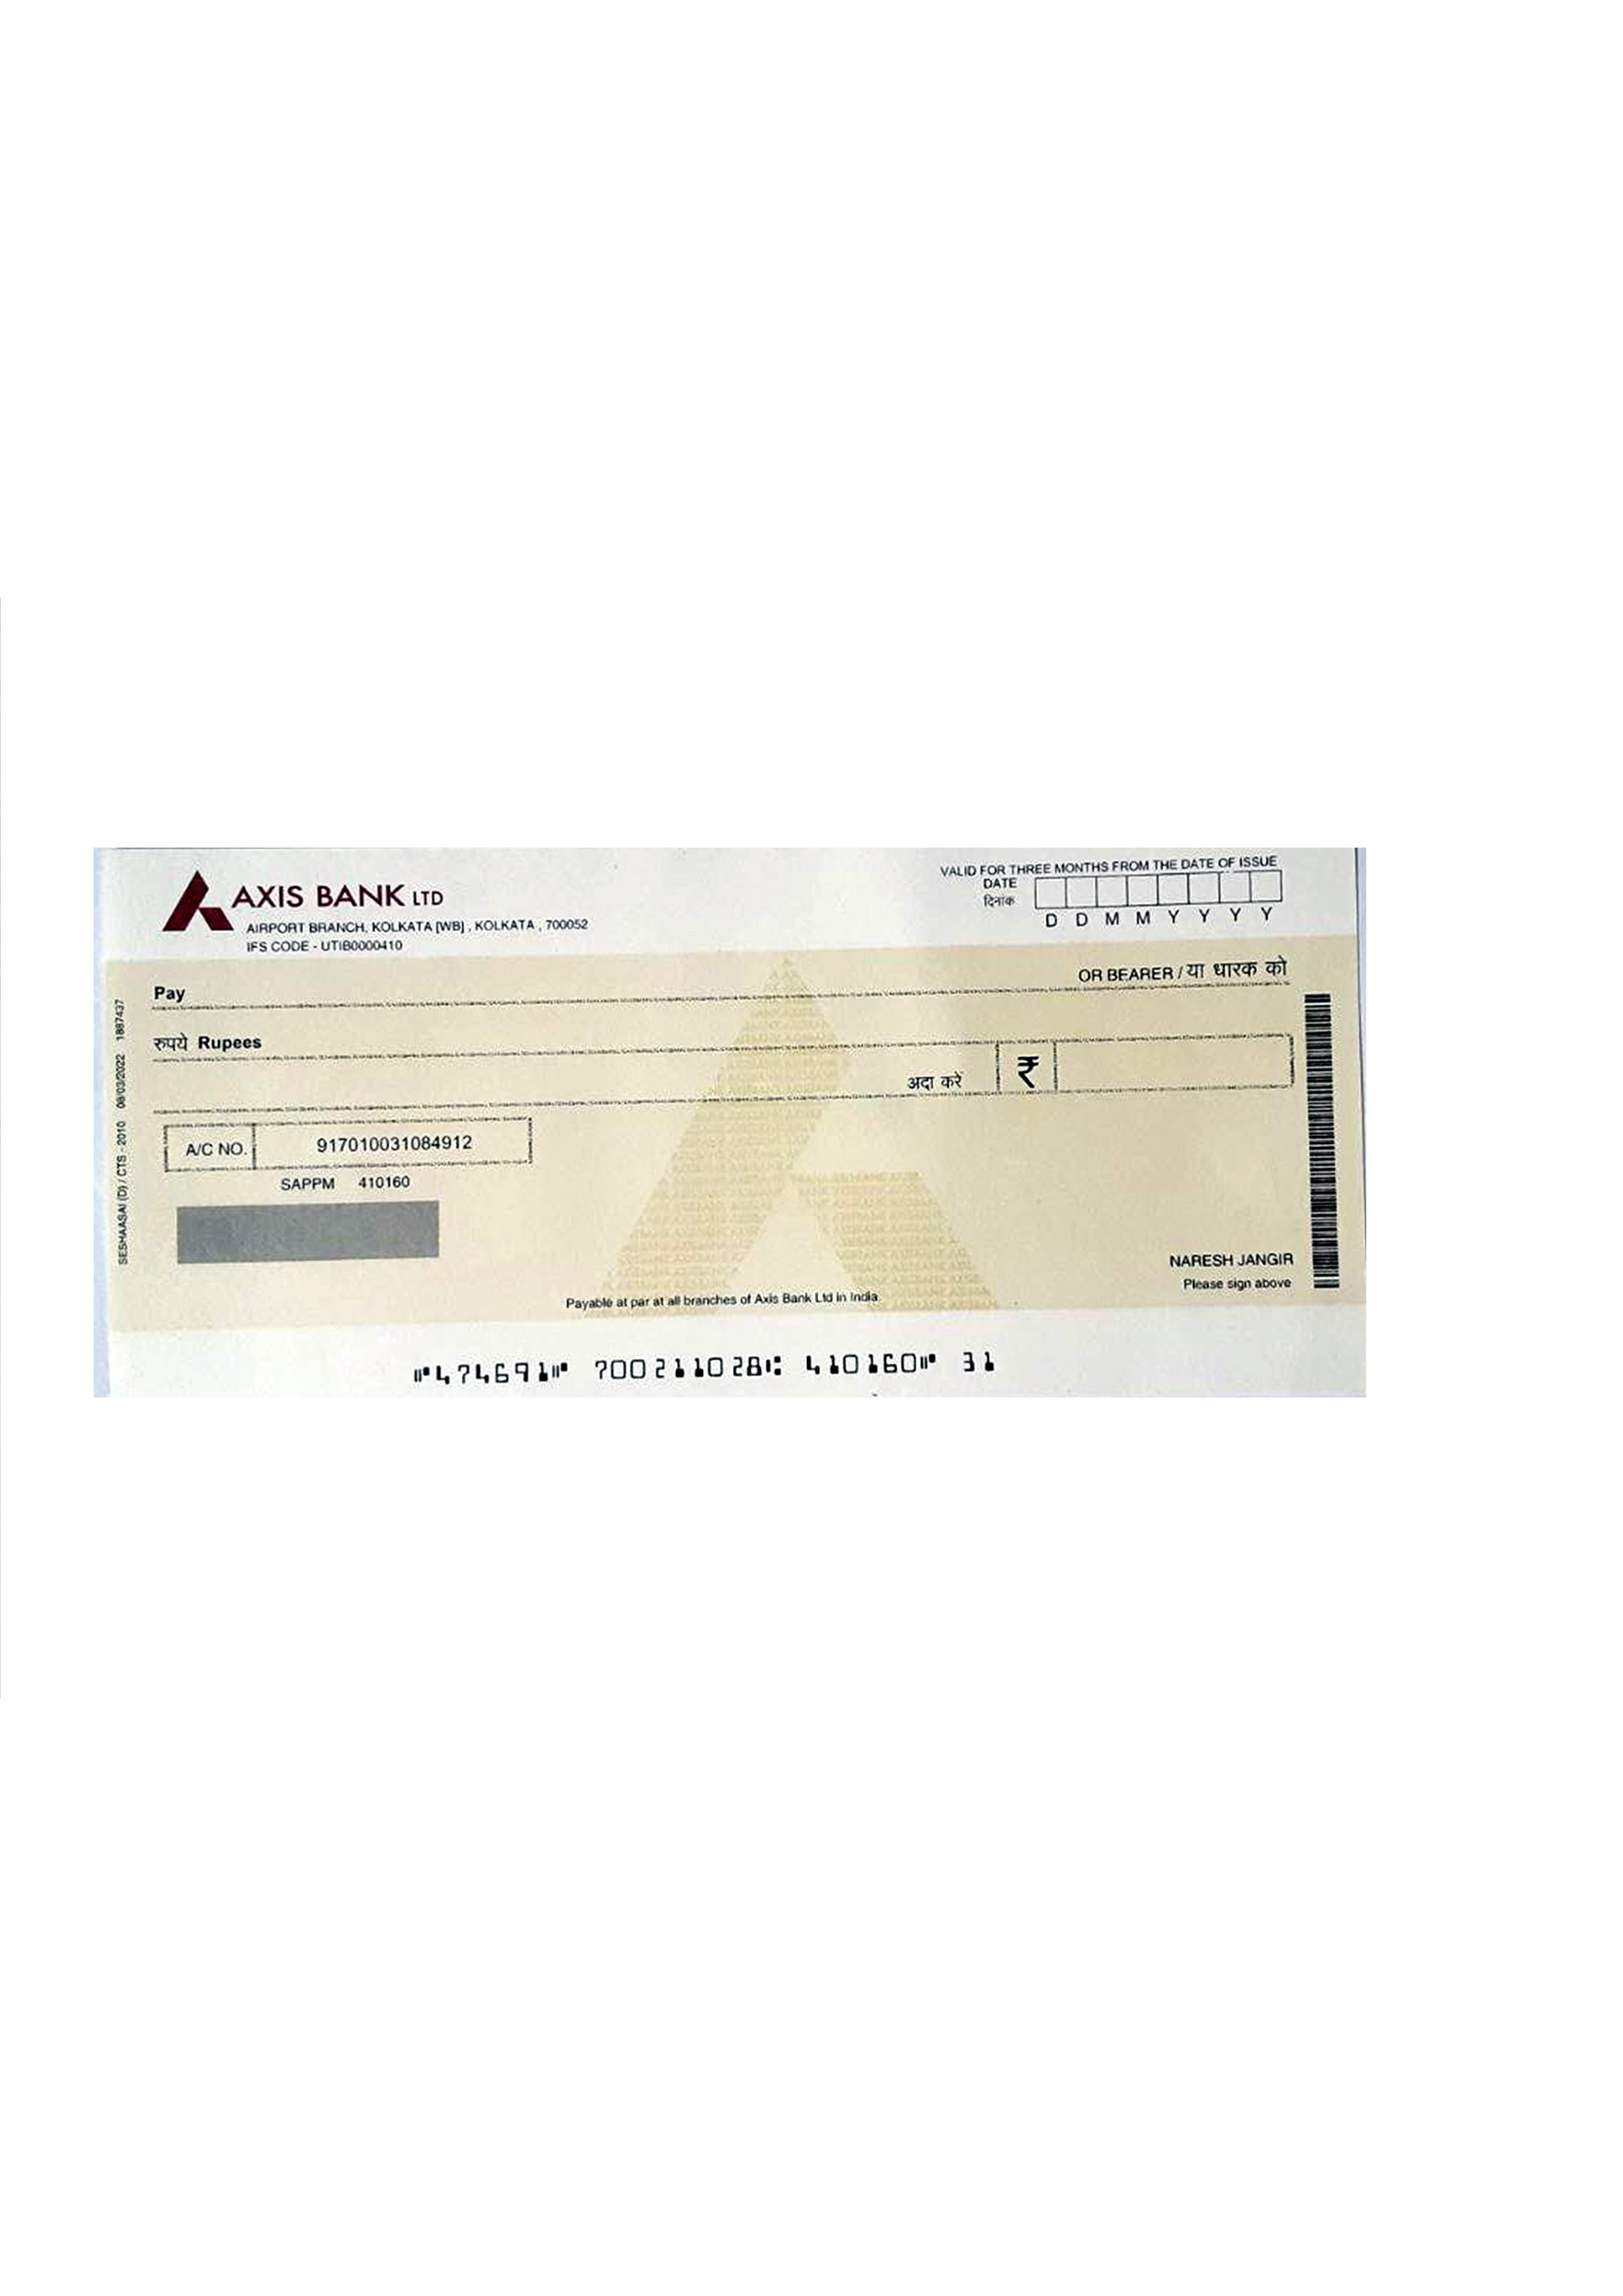 AXIS BANK LTD
AIRPORT BRANCH, KOLKATA [WB] , KOLKATA , 700052
IFS CODE - UTIB0000410
VALID FOR THREE MONTHS FROM THE DATE OF ISSUE
DATE
दिनांक
D D M M Y Y Y Y
Pay
OR BEARER / या धारक को
रुपये Rupees
अदा करें
₹
A/C NO. 917010031084912
SAPPM 410160
SESHAASAI (D) / CTS - 2010 08/03/2022 1887437
NARESH JANGIR
Please sign above
Payable at par at all branches of Axis Bank Ltd in India.
⑈474691⑈ 700211028⑆ 410160⑈ 31